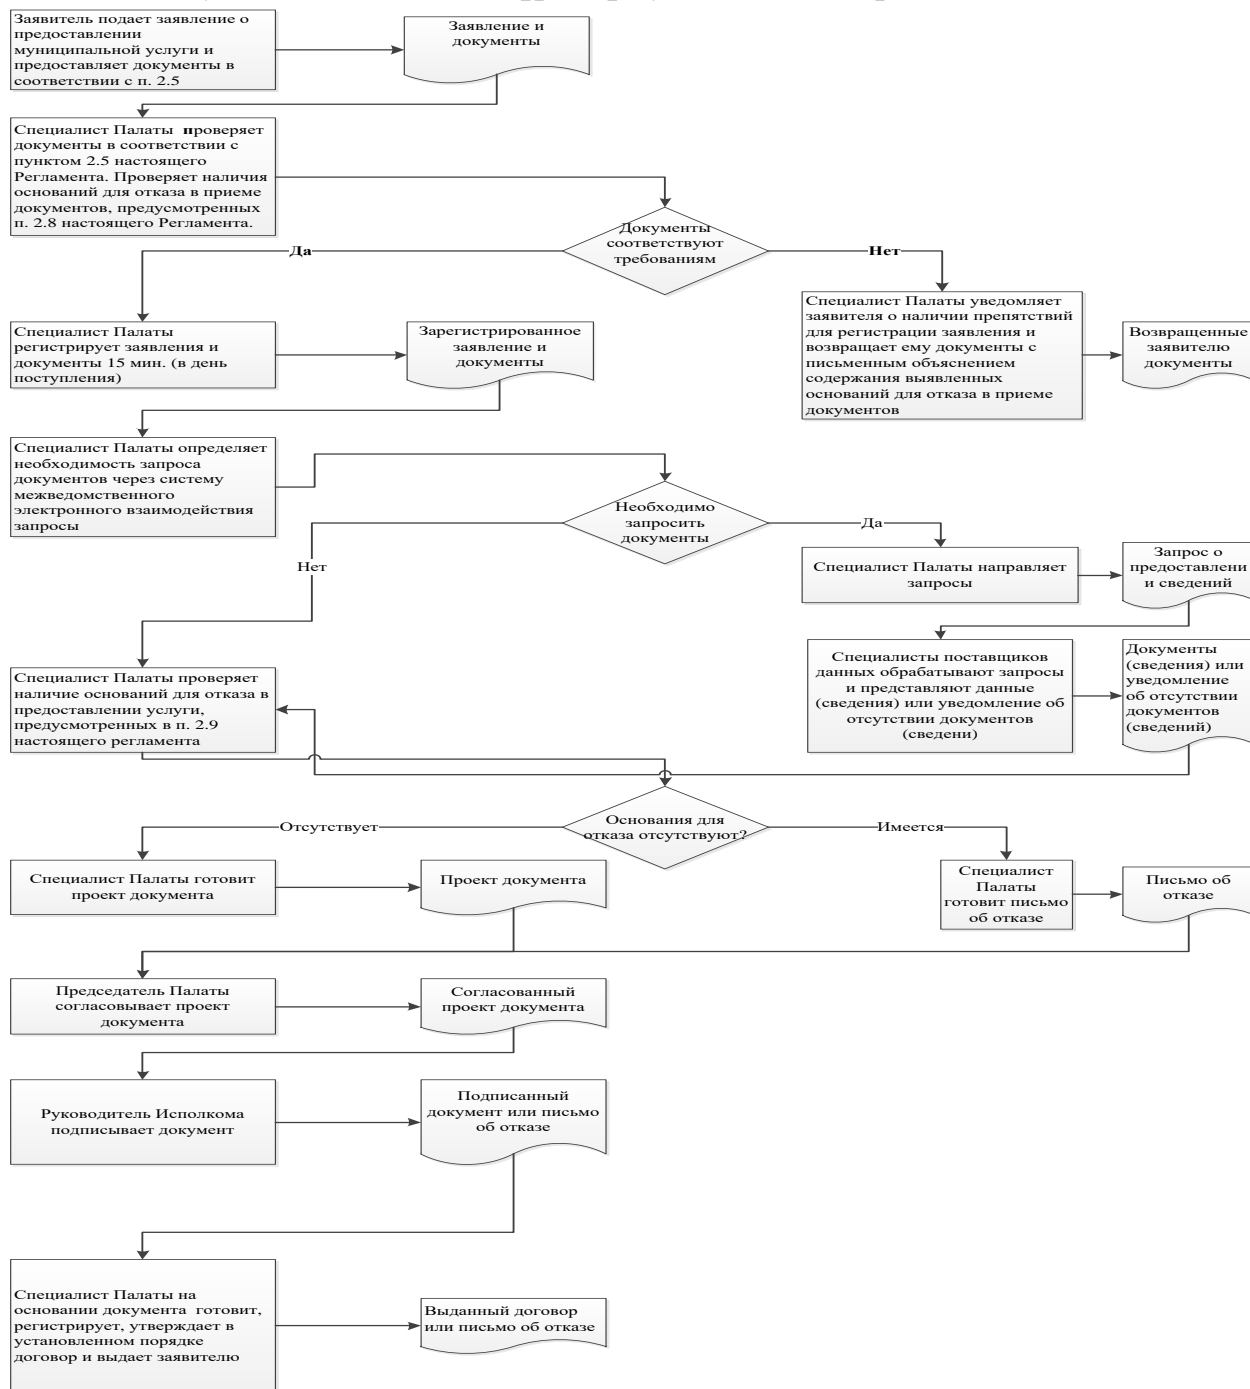 Заявитель подает заявление о
предоставлении
муниципальной услуги и
предоставляет документы в
соответствии с п. 2.5
Заявление и
документы
Специалист Палаты проверяет
документы в соответствии с
пунктом 2.5 настоящего
Регламента. Проверяет наличия
оснований для отказа в приеме
документов, предусмотренных
п. 2.8 настоящего Регламента.
Документы
соответствуют
требованиям
Да
Нет
Специалист Палаты
регистрирует заявления и
документы 15 мин. (в день
поступления)
Зарегистрированное
заявление и
документы
Специалист Палаты уведомляет
заявителя о наличии препятствий
для регистрации заявления и
возвращает ему документы с
письменным объяснением
содержания выявленных
оснований для отказа в приеме
документов
Возвращенные
заявителю
документы
Специалист Палаты определяет
необходимость запроса
документов через систему
межведомственного
электронного взаимодействия
запросы
Необходимо
запросить
документы
Да
Нет
Специалист Палаты направляет
запросы
Запрос о
предоставлени
и сведений
Специалисты поставщиков
данных обрабатывают запросы
и представляют данные
(сведения) или уведомление об
отсутствии документов
(сведени)
Документы
(сведения) или
уведомление
об отсутствии
документов
(сведений)
Специалист Палаты проверяет
наличие оснований для отказа в
предоставлении услуги,
предусмотренных в п. 2.9
настоящего регламента
Основания для
отказа отсутствуют?
Отсутствует
Имеется
Специалист Палаты готовит
проект документа
Проект документа
Специалист
Палаты
готовит письмо
об отказе
Письмо об
отказе
Председатель Палаты
согласовывает проект
документа
Согласованный
проект документа
Руководитель Исполкома
подписывает документ
Подписанный
документ или письмо
об отказе
Специалист Палаты на
основании документа готовит,
регистрирует, утверждает в
установленном порядке
договор и выдает заявителю
Выданный договор
или письмо об отказе